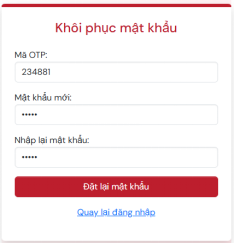 Khôi phục mật khẩu
Mã OTP:
234881
Mật khẩu mới:
•••••
Nhập lại mật khẩu:
•••••
Đặt lại mật khẩu
Quay lại đăng nhập